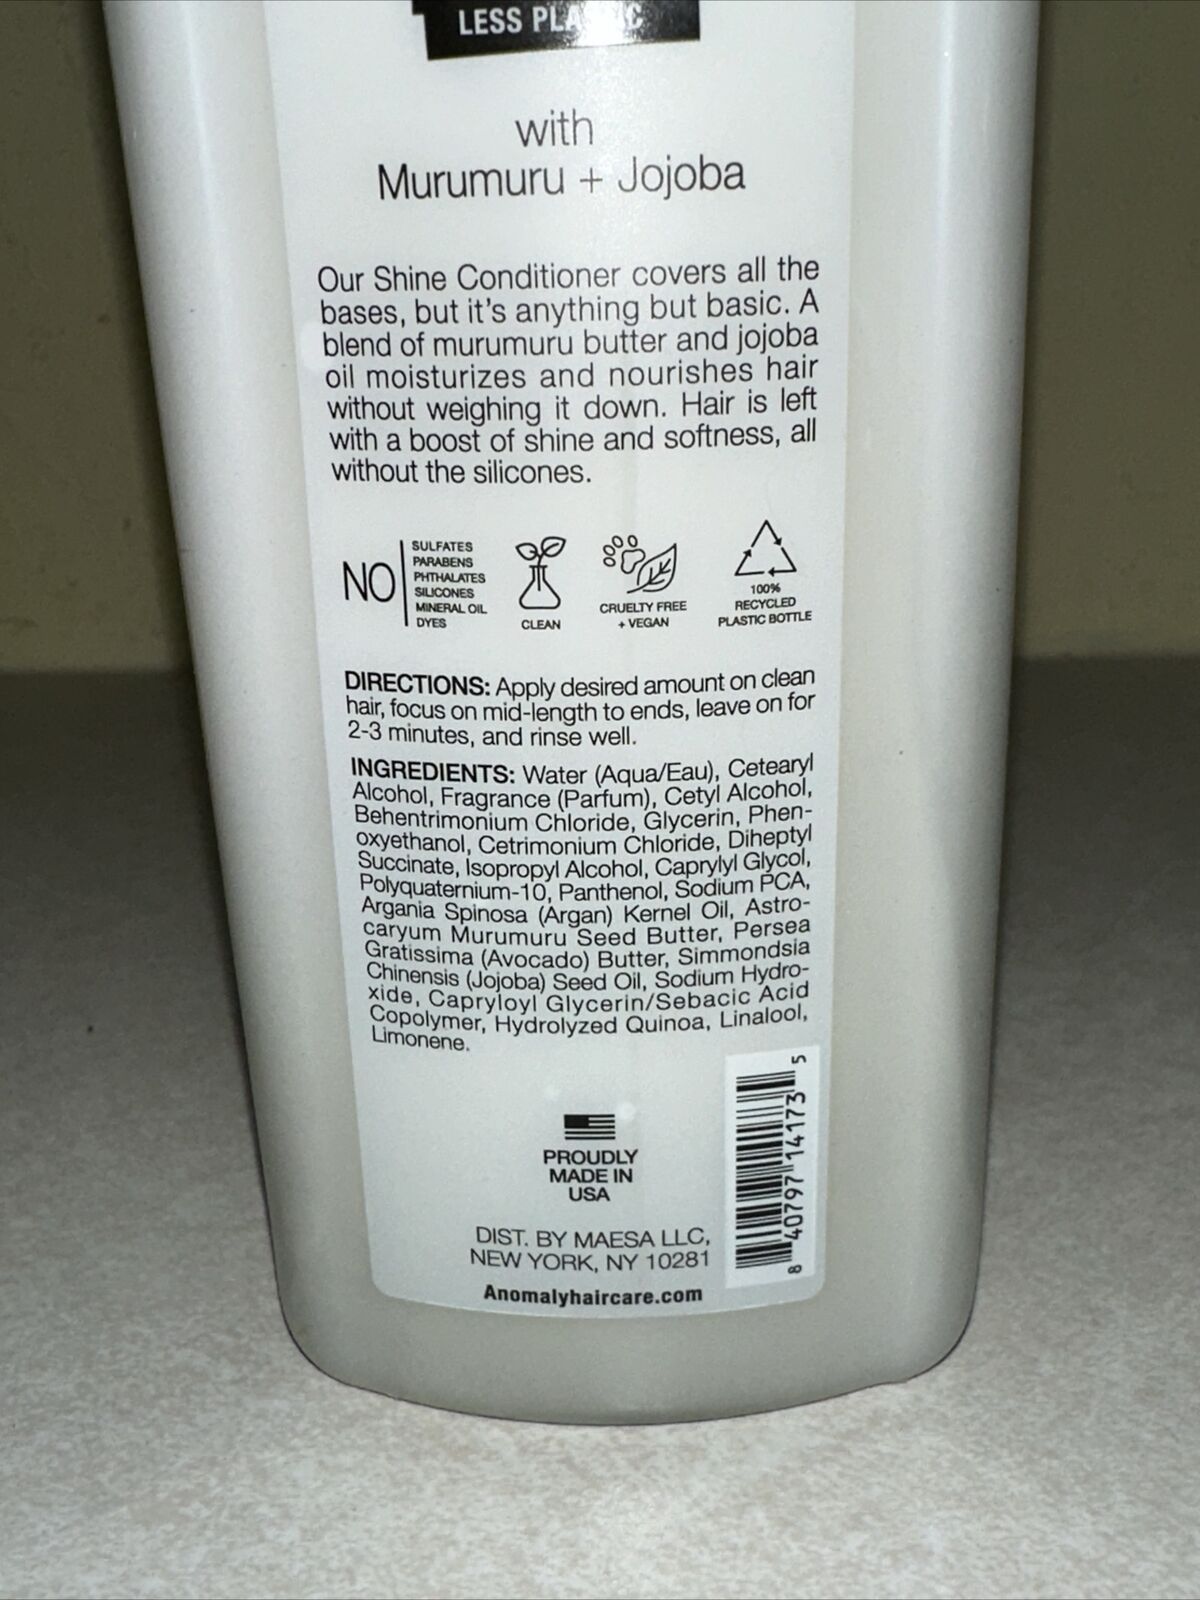 LESS PLASTIC
with
Murumuru + Jojoba
Our Shine Conditioner covers all the
bases, but it's anything but basic. A
blend of murumuru butter and jojoba
oil moisturizes and nourishes hair
without weighing it down. Hair is left
with a boost of shine and softness, all
without the silicones.
NO
SULFATES
PARABENS
PHTHALATES
SILICONES
MINERAL OIL
DYES
CLEAN
CRUELTY FREE
+ VEGAN
100%
RECYCLED
PLASTIC BOTTLE
DIRECTIONS: Apply desired amount on clean
hair, focus on mid-length to ends, leave on for
2-3 minutes, and rinse well.
INGREDIENTS: Water (Aqua/Eau), Cetearyl
Alcohol, Fragrance (Parfum), Cetyl Alcohol,
Behentrimonium Chloride, Glycerin, Phen-
oxyethanol, Cetrimonium Chloride, Diheptyl
Succinate, Isopropyl Alcohol, Caprylyl Glycol,
Polyquaternium-10, Panthenol, Sodium PCA,
Argania Spinosa (Argan) Kernel Oil, Astro-
caryum Murumuru Seed Butter, Persea
Gratissima (Avocado) Butter, Simmondsia
Chinensis (Jojoba) Seed Oil, Sodium Hydro-
xide, Capryloyl Glycerin/Sebacic Acid
Copolymer, Hydrolyzed Quinoa, Linalool,
Limonene.
PROUDLY
MADE IN
USA
DIST. BY MAESA LLC,
NEW YORK, NY 10281
Anomalyhaircare.com
8 40797 14173 5